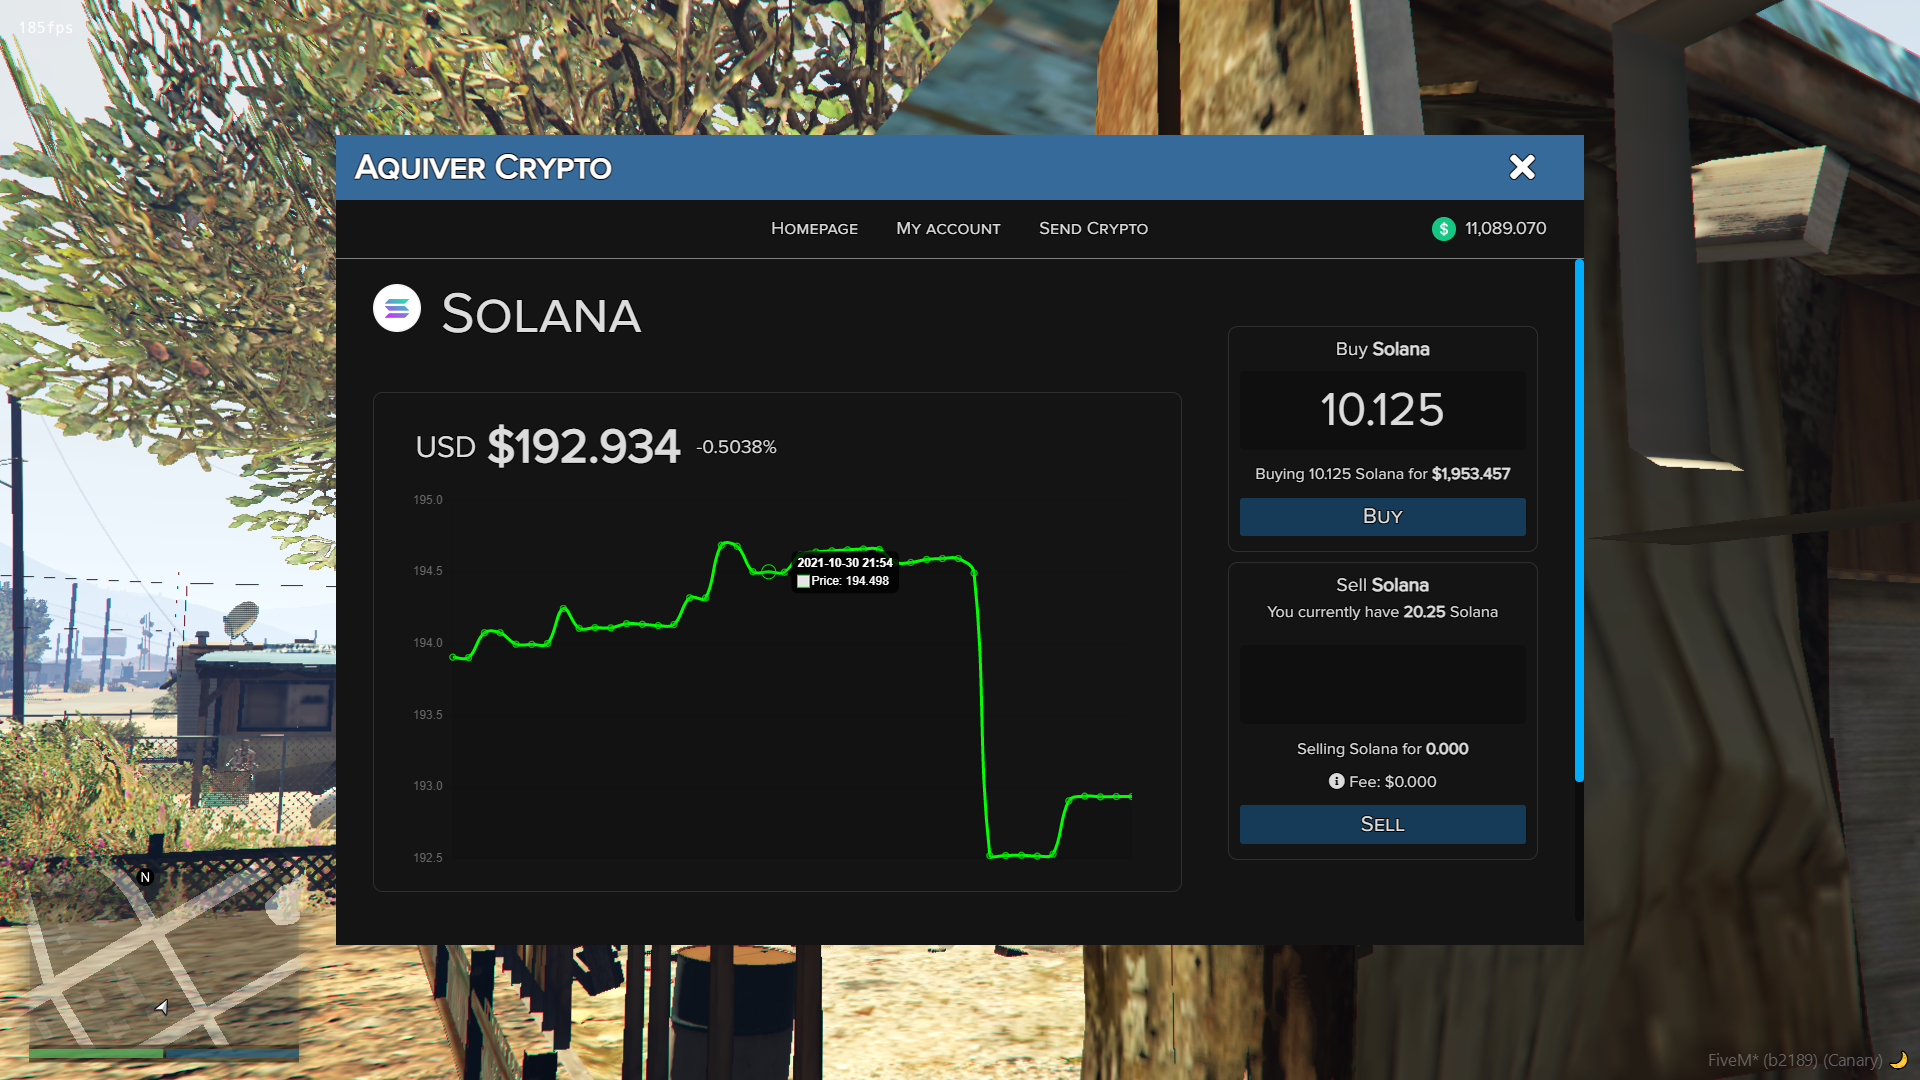 185fps
Aquiver Crypto
Homepage My account Send Crypto $ 11,089.070
Solana
USD $192.934 -0.5038%
195.0
194.5
194.0
193.5
193.0
192.5
2021-10-30 21:54
Price: 194.498
Buy Solana
10.125
Buying 10.125 Solana for $1,953.457
Buy
Sell Solana
You currently have 20.25 Solana
Selling Solana for 0.000
Fee: $0.000
Sell
N
FiveM* (b2189) (Canary)